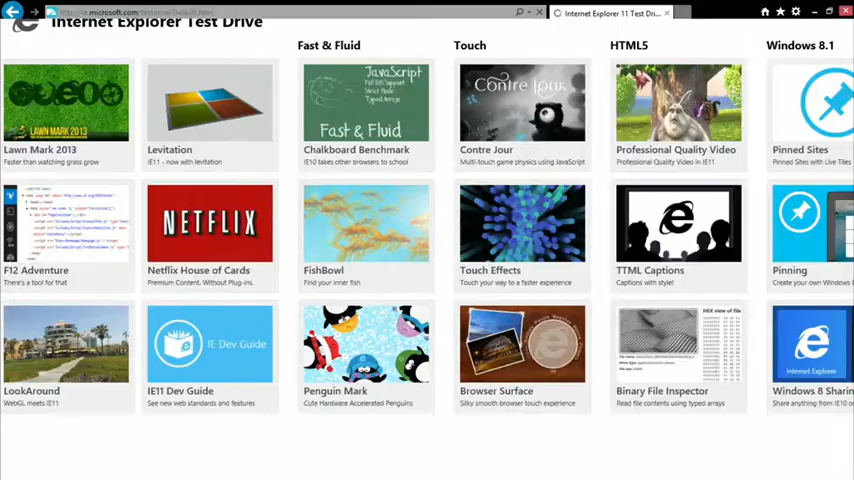 Internet Explorer 11 Test Dri...
Internet Explorer Test Drive
Fast & Fluid
Touch
HTML5
Windows 8.1
LAWN MARK 2013
Lawn Mark 2013
Faster than watching grass grow
Levitation
IE11 - now with levitation
JavaScript
Fast & Fluid
Chalkboard Benchmark
IE10 takes other browsers to school
Contre Jour
Contre Jour
Multi-touch game physics using JavaScript
Professional Quality Video
Professional Quality Video in IE11
Pinned Sites
Pinned Sites with Live Tiles
F12 Adventure
There's a tool for that
NETFLIX
Netflix House of Cards
Premium Content, Without Plug-ins.
FishBowl
Find your inner fish
Touch Effects
Touch your way to a faster experience
TTML Captions
Captions with style!
Pinning
Create your own Windows 8
LookAround
WebGL meets IE11
IE Dev Guide
IE11 Dev Guide
See new web standards and features
Penguin Mark
Cute Hardware Accelerated Penguins
Browser Surface
Silky smooth browser touch experience
HEX view of file
Binary File Inspector
Read file contents using typed arrays
Internet Explorer
Windows 8 Sharin
Share anything from IE10 o